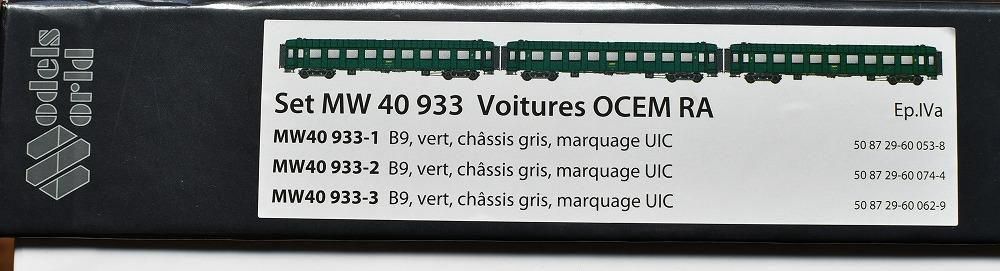 Models World
Set MW 40 933 Voitures OCEM RA
Ep.IVa
MW40 933-1 B9, vert, châssis gris, marquage UIC
50 87 29-60 053-8
MW40 933-2 B9, vert, châssis gris, marquage UIC
50 87 29-60 074-4
MW40 933-3 B9, vert, châssis gris, marquage UIC
50 87 29-60 062-9